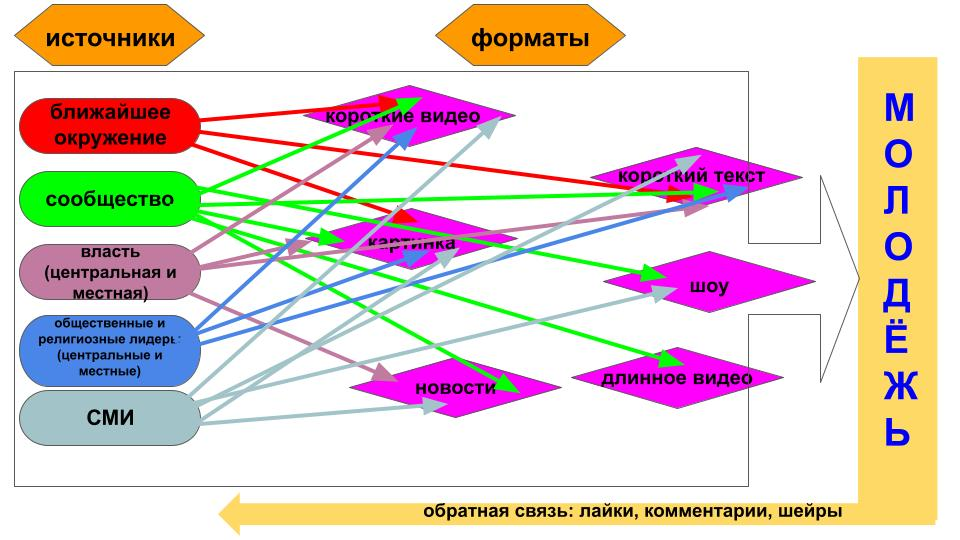 источники
форматы
ближайшее
окружение
сообщество
власть
(центральная и
местная)
общественные и
религиозные лидеры
(центральные и
местные)
СМИ
короткие видео
короткий текст
картинка
шоу
новости
длинное видео
М
О
Л
О
Д
Ё
Ж
Ь
обратная связь: лайки, комментарии, шейры